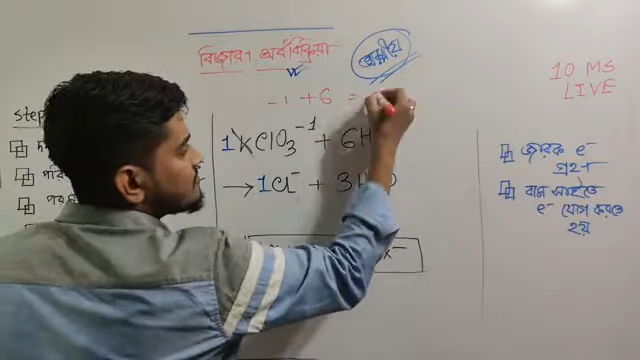 বিজারণ অর্ধবিক্রিয়া
অম্লীয়
10 MS
LIVE
-1 +6 =
Step
1 KClO3 -1 + 6H
→ 1Cl- + 3H O
জারক e-
গ্রহণ
বাম সাইডে
e- যোগ করতে
হয়